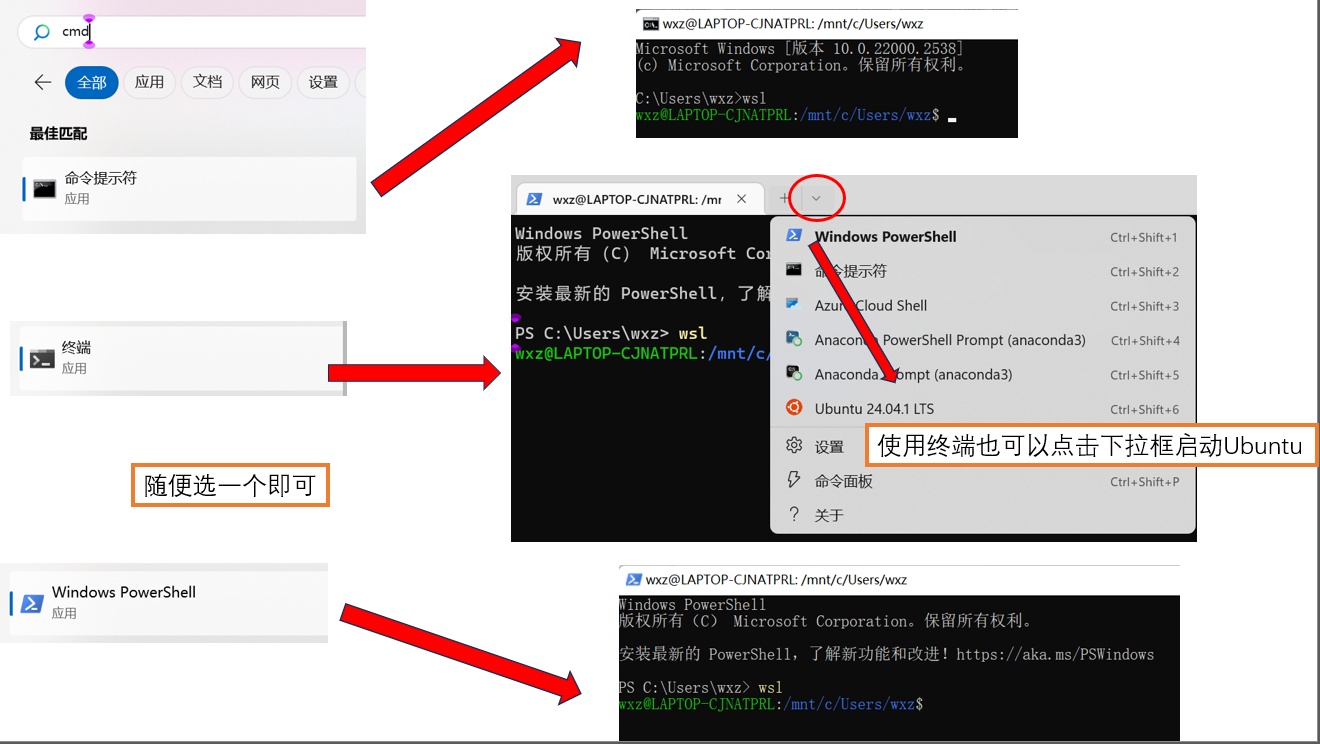 cmd
全部 应用 文档 网页 设置
最佳匹配
命令提示符
应用
wxz@LAPTOP-CJNATPRL: /mnt/c/Users/wxz
Microsoft Windows [版本 10.0.22000.2538]
(c) Microsoft Corporation。保留所有权利。
C:\Users\wxz>wsl
wxz@LAPTOP-CJNATPRL:/mnt/c/Users/wxz$
终端
应用
wxz@LAPTOP-CJNATPRL: /mn
Windows PowerShell
版权所有 (C) Microsoft Cor
安装最新的 PowerShell，了解
PS C:\Users\wxz> wsl
wxz@LAPTOP-CJNATPRL:/mnt/c/
Windows PowerShell Ctrl+Shift+1
命令提示符 Ctrl+Shift+2
Azure Cloud Shell Ctrl+Shift+3
Anaconda PowerShell Prompt (anaconda3) Ctrl+Shift+4
Anaconda Prompt (anaconda3) Ctrl+Shift+5
Ubuntu 24.04.1 LTS Ctrl+Shift+6
设置
命令面板 Ctrl+Shift+P
关于
使用终端也可以点击下拉框启动Ubuntu
随便选一个即可
Windows PowerShell
应用
wxz@LAPTOP-CJNATPRL: /mnt/c/Users/wxz
Windows PowerShell
版权所有 (C) Microsoft Corporation。保留所有权利。
安装最新的 PowerShell，了解新功能和改进！https://aka.ms/PSWindows
PS C:\Users\wxz> wsl
wxz@LAPTOP-CJNATPRL:/mnt/c/Users/wxz$